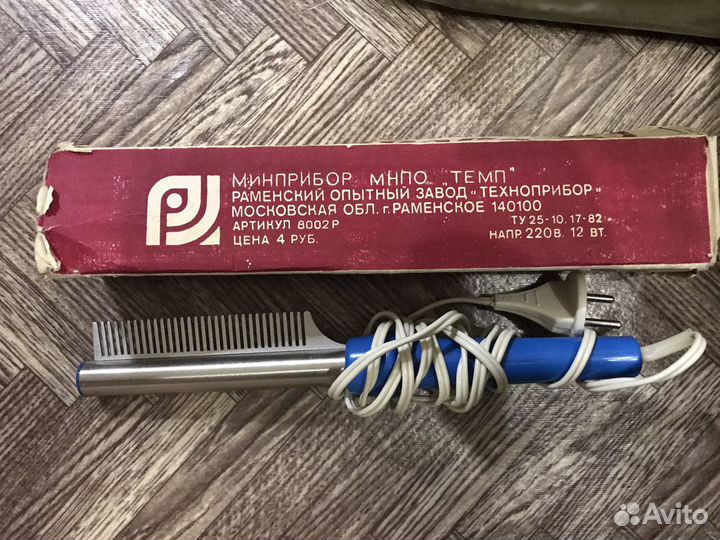 МИНПРИБОР МНПО "ТЕМП"
РАМЕНСКИЙ ОПЫТНЫЙ ЗАВОД «ТЕХНОПРИБОР»
МОСКОВСКАЯ ОБЛ. г. РАМЕНСКОЕ 140100
АРТИКУЛ 8002Р ТУ 25-10.17-82
ЦЕНА 4 РУБ. НАПР. 220В. 12 ВТ.
Avito